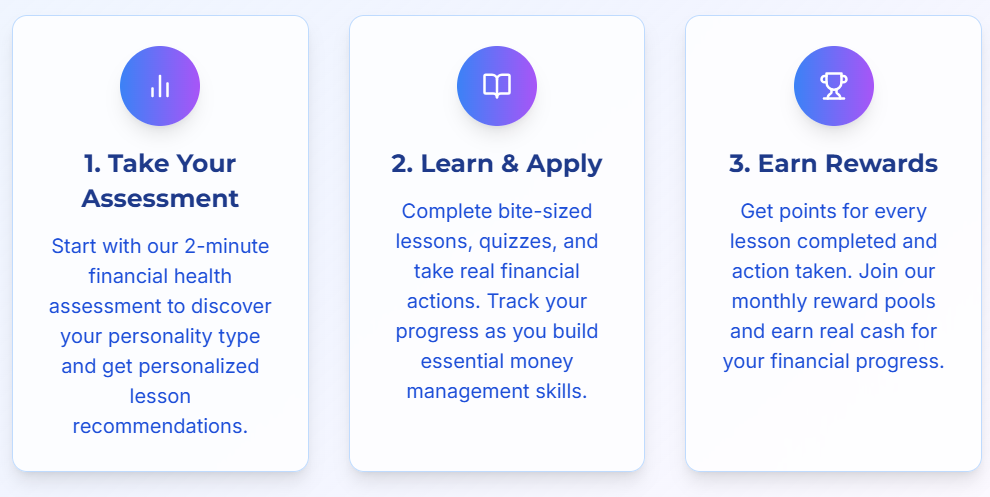 1. Take Your
Assessment
Start with our 2-minute
financial health
assessment to discover
your personality type
and get personalized
lesson
recommendations.
2. Learn & Apply
Complete bite-sized
lessons, quizzes, and
take real financial
actions. Track your
progress as you build
essential money
management skills.
3. Earn Rewards
Get points for every
lesson completed and
action taken. Join our
monthly reward pools
and earn real cash for
your financial progress.